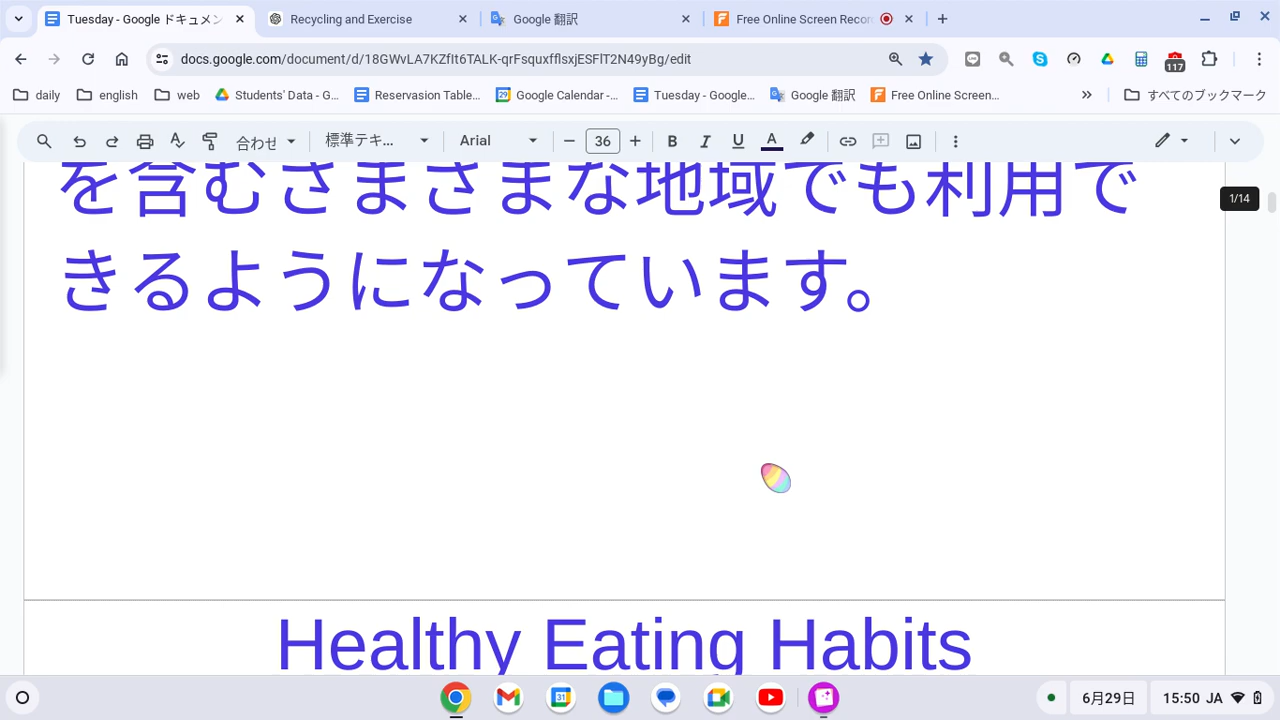 Tuesday - Google ドキュメン
Recycling and Exercise
Google 翻訳
Free Online Screen Recor
docs.google.com/document/d/18GWvLA7KZfIt6TALK-qrFsquxfflsxjESFlT2N49yBg/edit
117
daily
english
web
Students' Data - G...
Reservasion Table...
Google Calendar -...
Tuesday - Google...
Google 翻訳
Free Online Screen...
すべてのブックマーク
合わせ
標準テキ...
Arial
36
を含むさまざまな地域でも利用で
1/14
きるようになっています。
Healthy Eating Habits
6月29日
15:50 JA